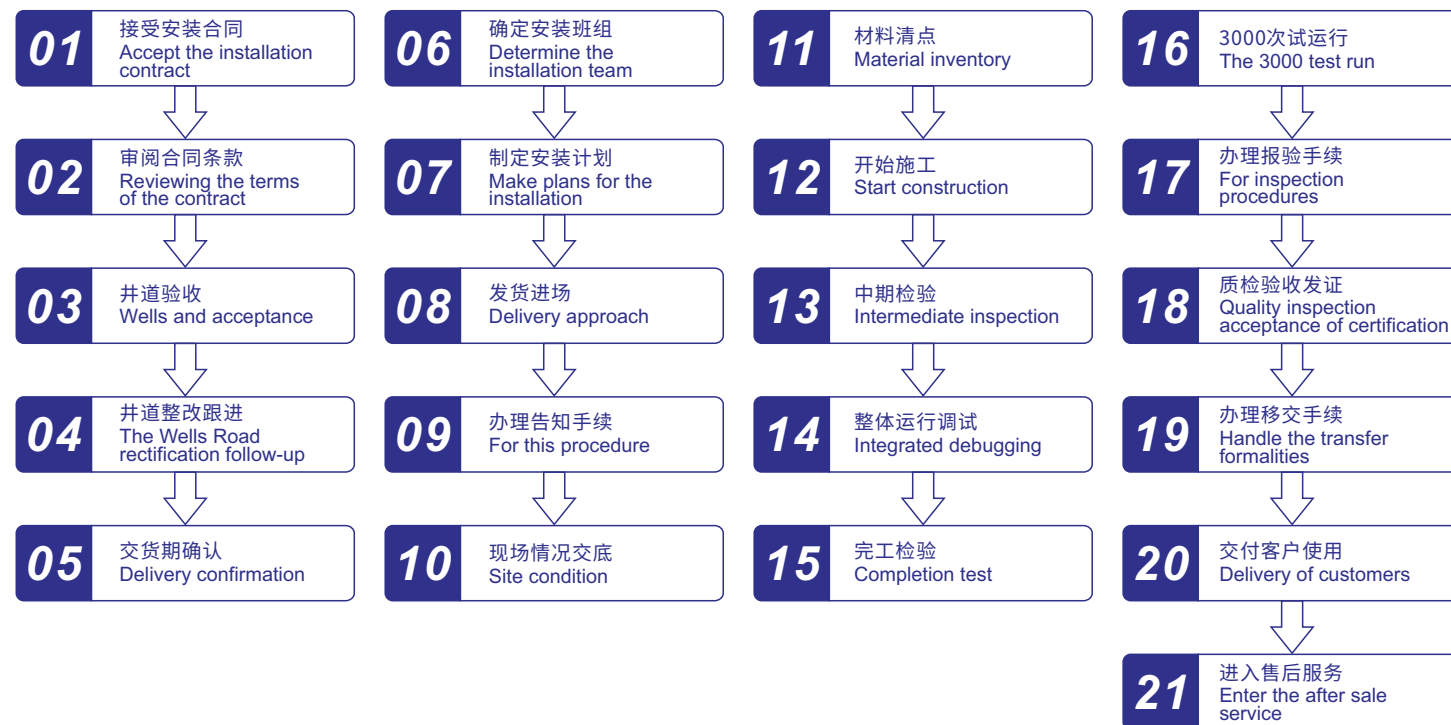 01
接受安装合同
Accept the installation
contract
02
审阅合同条款
Reviewing the terms
of the contract
03
井道验收
Wells and acceptance
04
井道整改跟进
The Wells Road
rectification follow-up
05
交货期确认
Delivery confirmation
06
确定安装班组
Determine the
installation team
07
制定安装计划
Make plans for the
installation
08
发货进场
Delivery approach
09
办理告知手续
For this procedure
10
现场情况交底
Site condition
11
材料清点
Material inventory
12
开始施工
Start construction
13
中期检验
Intermediate inspection
14
整体运行调试
Integrated debugging
15
完工检验
Completion test
16
3000次试运行
The 3000 test run
17
办理报验手续
For inspection
procedures
18
质检验收发证
Quality inspection
acceptance of certification
19
办理移交手续
Handle the transfer
formalities
20
交付客户使用
Delivery of customers
21
进入售后服务
Enter the after sale
service